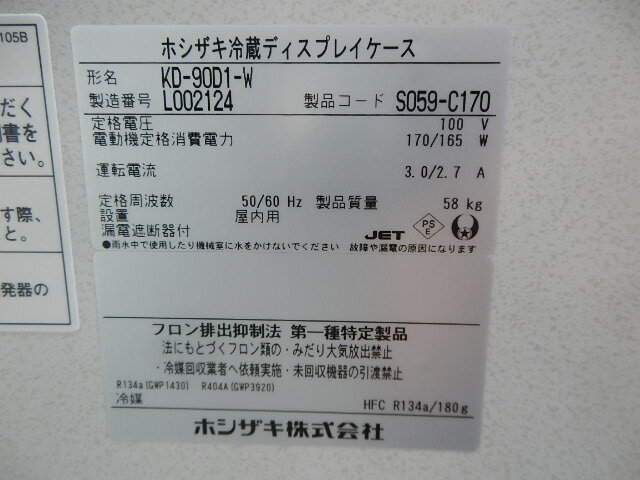 105B
ホシザキ冷蔵ディスプレイケース
形名 KD-90D1-W
製造番号 L002124 製品コード S059-C170
定格電圧 100 V
電動機定格消費電力 170/165 W
運転電流 3.0/2.7 A
定格周波数 50/60 Hz 製品質量 58 kg
設置 屋内用
漏電遮断器付 JET PS E
●雨水中で使用したり機械室に水をかけないでください 故障や漏電の原因になります
だく
書を
さい。
す際、
と。
発器の
フロン排出抑制法 第一種特定製品
法にもとづくフロン類の・みだり大気放出禁止
・冷媒回収業者へ依頼実施・未回収機器の引渡禁止
R134a(GWP1430) R404A(GWP3920)
冷媒 HFC R134a/180g
ホシザキ株式会社